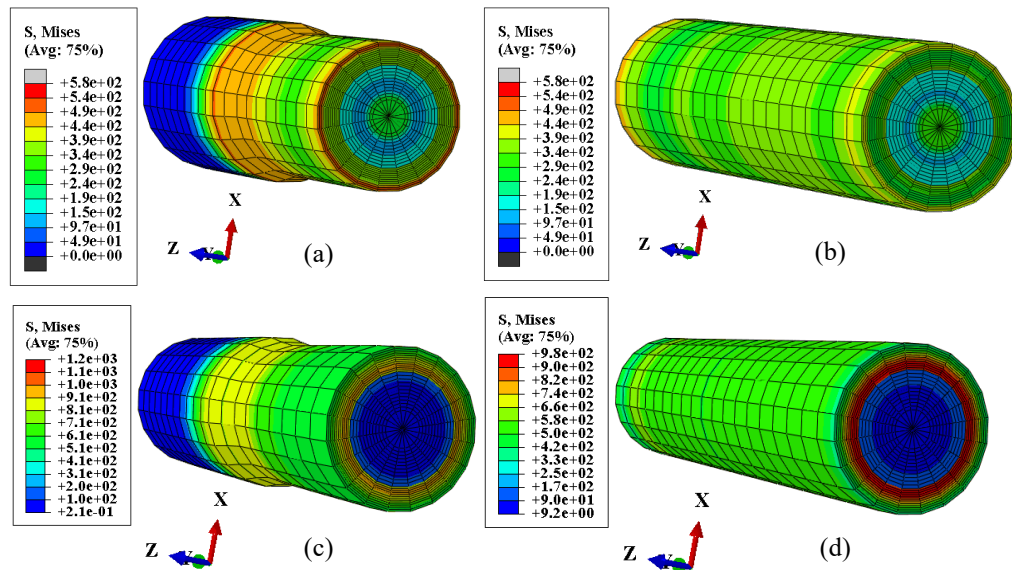 S, Mises
(Avg: 75%)
+5.8e+02
+5.4e+02
+4.9e+02
+4.4e+02
+3.9e+02
+3.4e+02
+2.9e+02
+2.4e+02
+1.5e+02
+9.7e+01
+4.9e+01
+0.0e+00
X
Z
Y
(a)
S, Mises
(Avg: 75%)
+5.8e+02
+5.4e+02
+4.9e+02
+4.4e+02
+3.9e+02
+3.4e+02
+2.9e+02
+2.4e+02
+1.5e+02
+9.7e+01
+4.9e+01
+0.0e+00
X
Z
Y
(b)
S, Mises
(Avg: 75%)
+1.2e+03
+1.1e+03
+1.0e+03
+9.1e+02
+8.1e+02
+7.1e+02
+6.1e+02
+5.1e+02
+4.1e+02
+3.1e+02
+2.0e+02
+1.0e+02
+2.1e-01
X
Z
Y
(c)
S, Mises
(Avg: 75%)
+9.8e+02
+9.0e+02
+8.2e+02
+7.4e+02
+6.6e+02
+5.8e+02
+5.0e+02
+4.2e+02
+3.3e+02
+2.5e+02
+1.7e+02
+9.0e+01
+9.2e+00
X
Z
Y
(d)